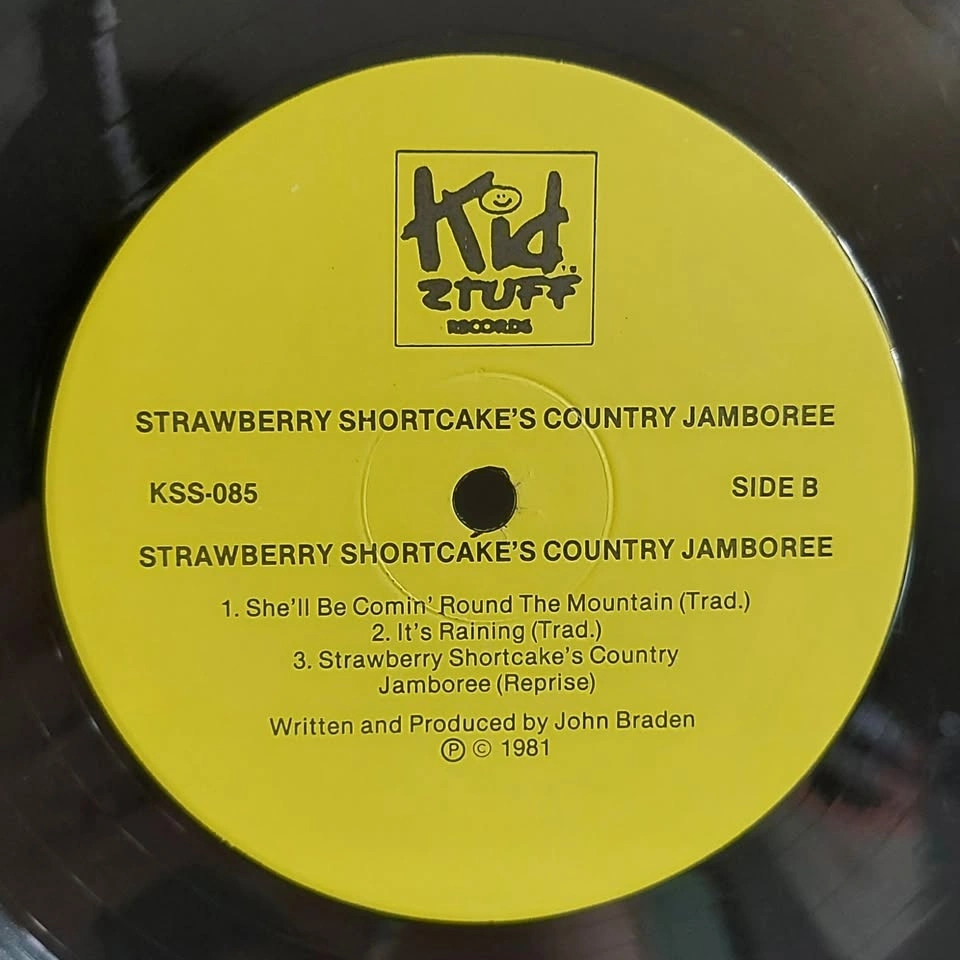 Kid
Stuff
RECORDS
STRAWBERRY SHORTCAKE'S COUNTRY JAMBOREE
KSS-085
SIDE B
STRAWBERRY SHORTCAKE'S COUNTRY JAMBOREE
1. She'll Be Comin' Round The Mountain (Trad.)
2. It's Raining (Trad.)
3. Strawberry Shortcake's Country
Jamboree (Reprise)
Written and Produced by John Braden
℗ © 1981